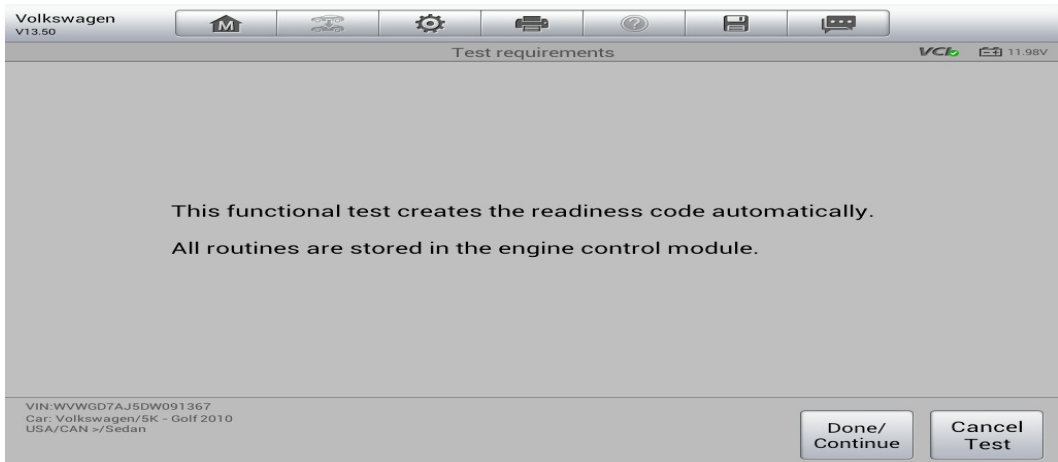 Volkswagen
V13.50
M
Test requirements
VCI 11.98V
This functional test creates the readiness code automatically.
All routines are stored in the engine control module.
VIN:WVWGD7AJ5DW091367
Car: Volkswagen/5K - Golf 2010
USA/CAN >/Sedan
Done/
Continue
Cancel
Test